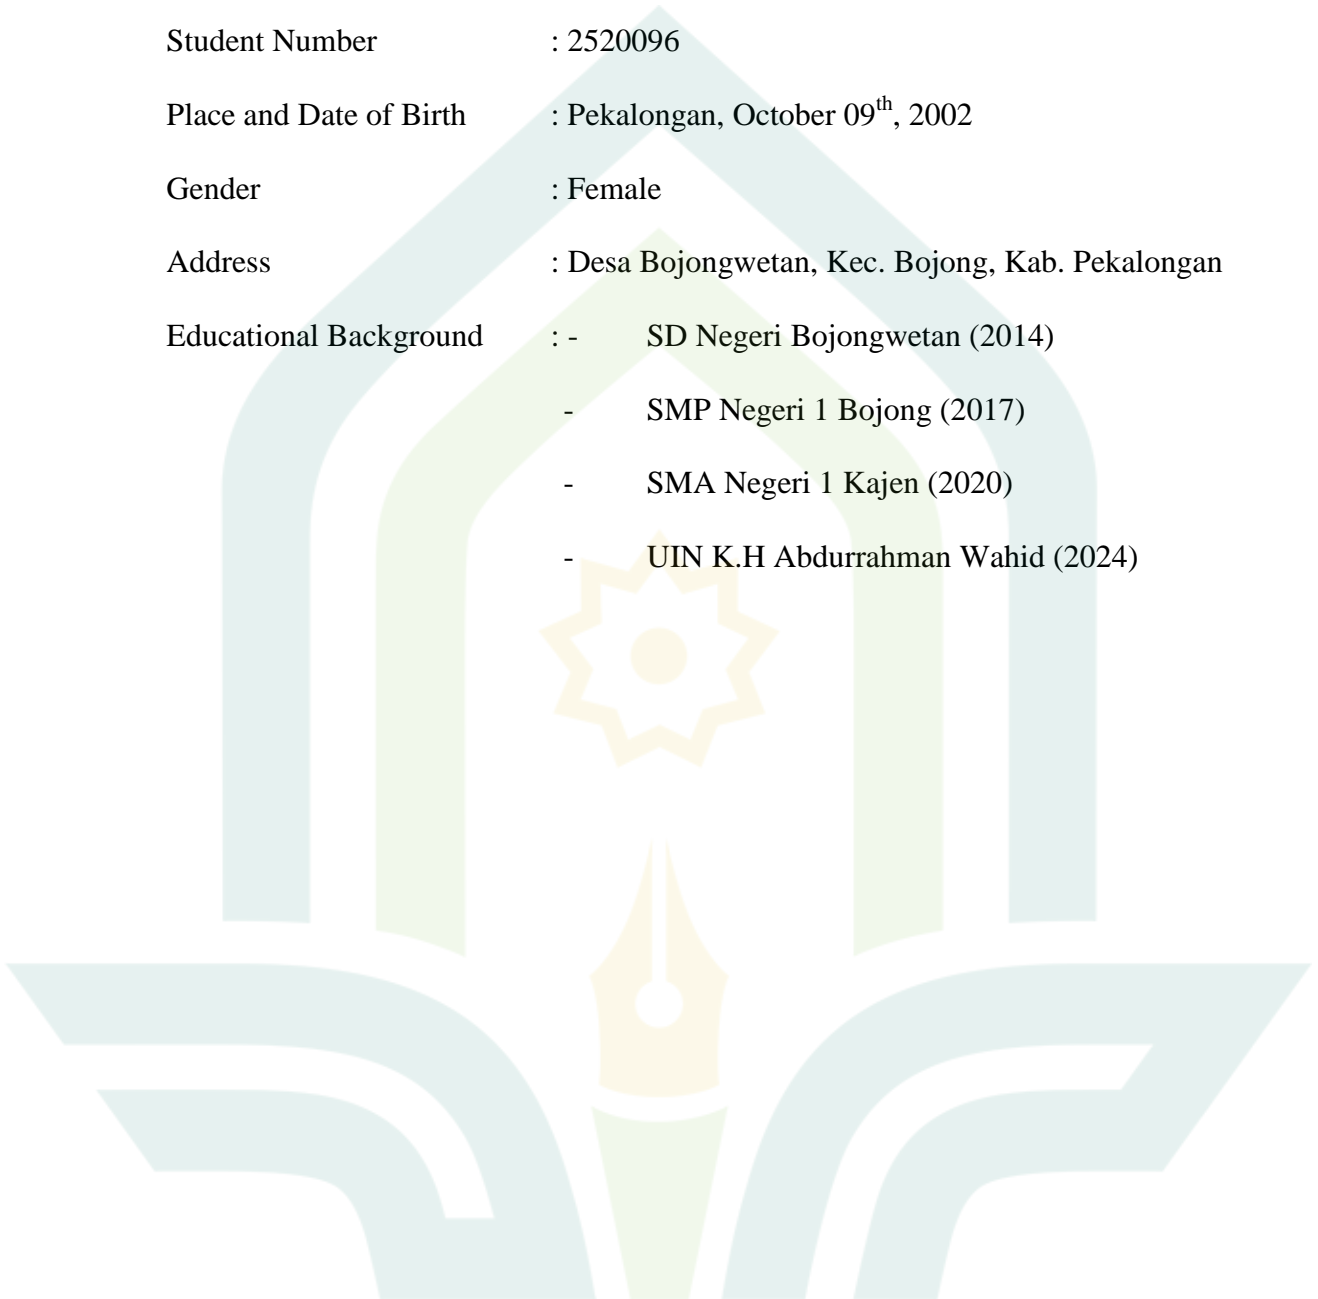 Student Number : 2520096
Place and Date of Birth : Pekalongan, October 09th, 2002
Gender : Female
Address : Desa Bojongwetan, Kec. Bojong, Kab. Pekalongan
Educational Background : - SD Negeri Bojongwetan (2014)
- SMP Negeri 1 Bojong (2017)
- SMA Negeri 1 Kajen (2020)
- UIN K.H Abdurrahman Wahid (2024)